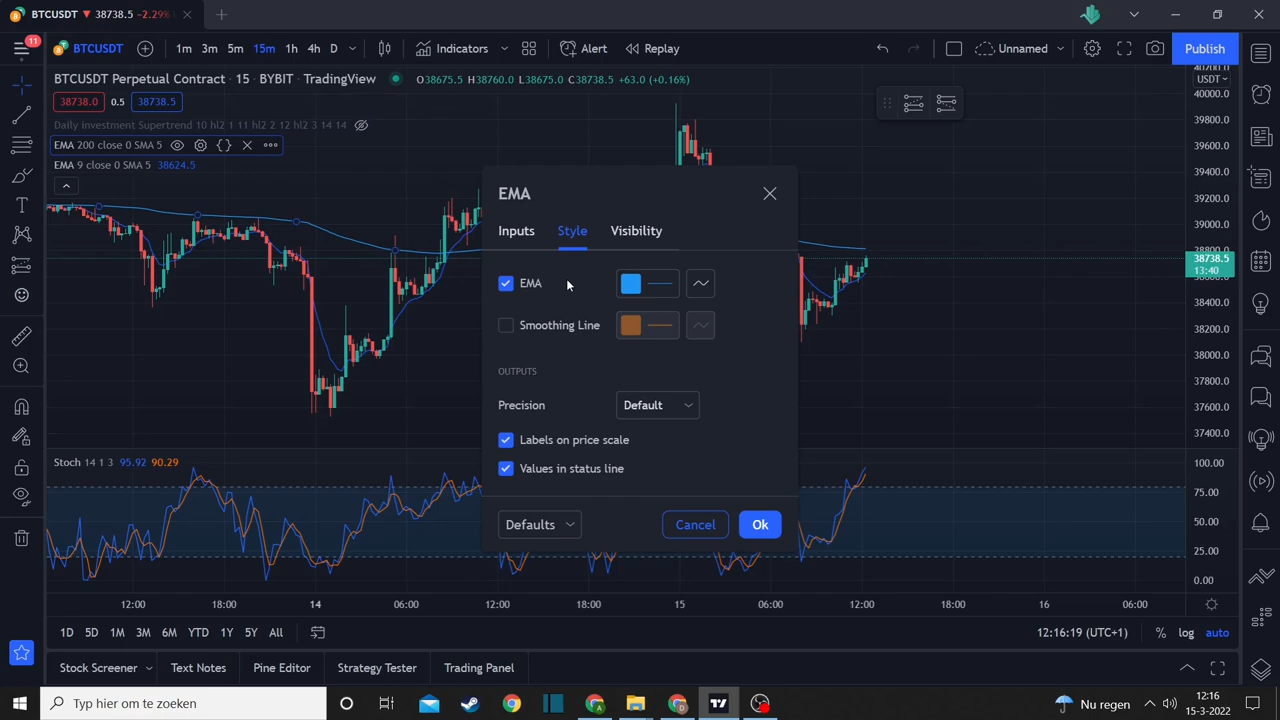 BTCUSDT ▼ 38738.5 −2.29%
11
BTCUSDT 1m 3m 5m 15m 1h 4h D Indicators Alert Replay Unnamed Publish
BTCUSDT Perpetual Contract · 15 · BYBIT · TradingView O38675.5 H38760.0 L38675.0 C38738.5 +63.0 (+0.16%)
38738.0 0.5 38738.5
Daily Investment Supertrend 10 hl2 1 11 hl2 2 12 hl2 3 14 14
EMA 200 close 0 SMA 5
EMA 9 close 0 SMA 5 38624.5
EMA
Inputs Style Visibility
EMA
Smoothing Line
OUTPUTS
Precision Default
Labels on price scale
Values in status line
Defaults Cancel Ok
USDT
40000.0
39800.0
39600.0
39400.0
39200.0
39000.0
38738.5
13:40
38400.0
38200.0
38000.0
37800.0
37600.0
37400.0
Stoch 14 1 3 95.92 90.29
100.00
75.00
50.00
25.00
0.00
12:00 18:00 14 06:00 12:00 18:00 15 06:00 12:00 18:00 16 06:00
1D 5D 1M 3M 6M YTD 1Y 5Y All 12:16:19 (UTC+1) % log auto
Stock Screener Text Notes Pine Editor Strategy Tester Trading Panel
Typ hier om te zoeken Nu regen 12:16
15-3-2022